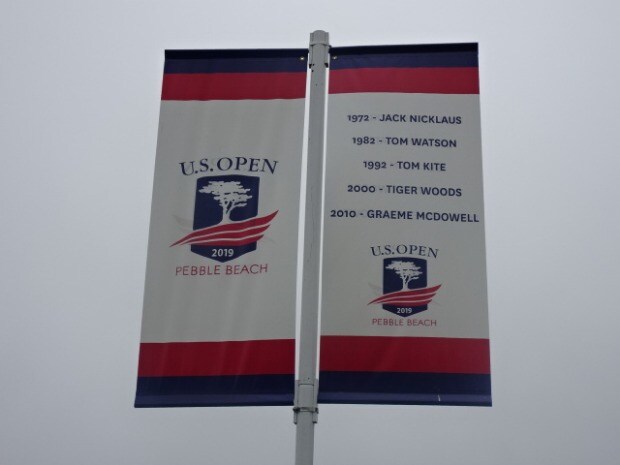 U.S. OPEN
2019
PEBBLE BEACH
1972 - JACK NICKLAUS
1982 - TOM WATSON
1992 - TOM KITE
2000 - TIGER WOODS
2010 - GRAEME MCDOWELL
U.S. OPEN
2019
PEBBLE BEACH